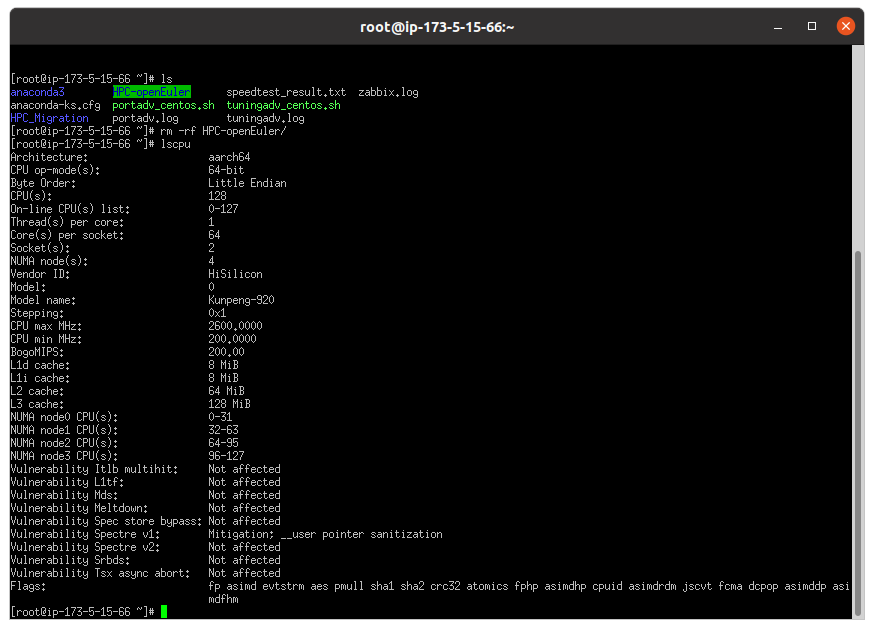 root@ip-173-5-15-66:~
[root@ip-173-5-15-66 ~]# ls
anaconda3 HPC-openEuler speedtest_result.txt zabbix.log
anaconda-ks.cfg portadv_centos.sh tuningadv_centos.sh
HPC_Migration portadv.log tuningadv.log
[root@ip-173-5-15-66 ~]# rm -rf HPC-openEuler/
[root@ip-173-5-15-66 ~]# lscpu
Architecture: aarch64
CPU op-mode(s): 64-bit
Byte Order: Little Endian
CPU(s): 128
On-line CPU(s) list: 0-127
Thread(s) per core: 1
Core(s) per socket: 64
Socket(s): 2
NUMA node(s): 4
Vendor ID: HiSilicon
Model: 0
Model name: Kunpeng-920
Stepping: 0x1
CPU max MHz: 2600.0000
CPU min MHz: 200.0000
BogoMIPS: 200.00
L1d cache: 8 MiB
L1i cache: 8 MiB
L2 cache: 64 MiB
L3 cache: 128 MiB
NUMA node0 CPU(s): 0-31
NUMA node1 CPU(s): 32-63
NUMA node2 CPU(s): 64-95
NUMA node3 CPU(s): 96-127
Vulnerability Itlb multihit: Not affected
Vulnerability L1tf: Not affected
Vulnerability Mds: Not affected
Vulnerability Meltdown: Not affected
Vulnerability Spec store bypass: Not affected
Vulnerability Spectre v1: Mitigation; __user pointer sanitization
Vulnerability Spectre v2: Not affected
Vulnerability Srbds: Not affected
Vulnerability Tsx async abort: Not affected
Flags: fp asimd evtstrm aes pmull sha1 sha2 crc32 atomics fphp asimdhp cpuid asimdrdm jscvt fcma dcpop asimddp asi
mdfhm
[root@ip-173-5-15-66 ~]#